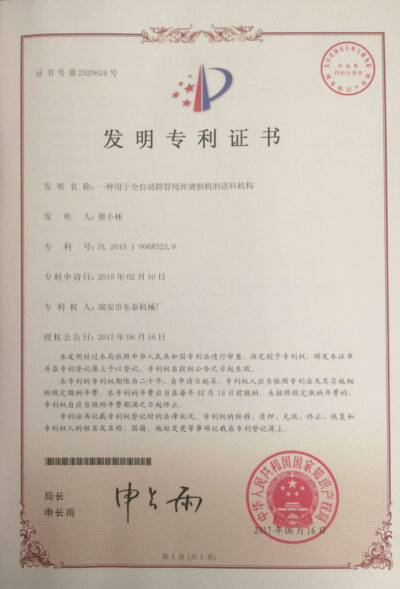 证书号第2520624号
发明专利证书
发 明 名 称：一种用于全自动筒管尾丝烫割机的送料机构
发 明 人：蔡小林
专 利 号：ZL 2015 1 0068323.9
专利申请日：2015年02月10日
专 利 权 人：瑞安市东泰机械厂
授权公告日：2017年06月16日
本发明经过本局依照中华人民共和国专利法进行审查，决定授予专利权，颁发本证书
并在专利登记簿上予以登记。专利权自授权公告之日起生效。
本专利的专利权期限为二十年，自申请日起算。专利权人应当依照专利法及其实施细
则规定缴纳年费。本专利的年费应当在每年02月10日前缴纳。未按照规定缴纳年费的，
专利权自应当缴纳年费期满之日起终止。
专利证书记载专利权登记时的法律状况。专利权的转移、质押、无效、终止、恢复和
专利权人的姓名或名称、国籍、地址变更等事项记载在专利登记簿上。
局长
申长雨
申长雨
中华人民共和国国家知识产权局
2017年06月16日
第1页（共1页）